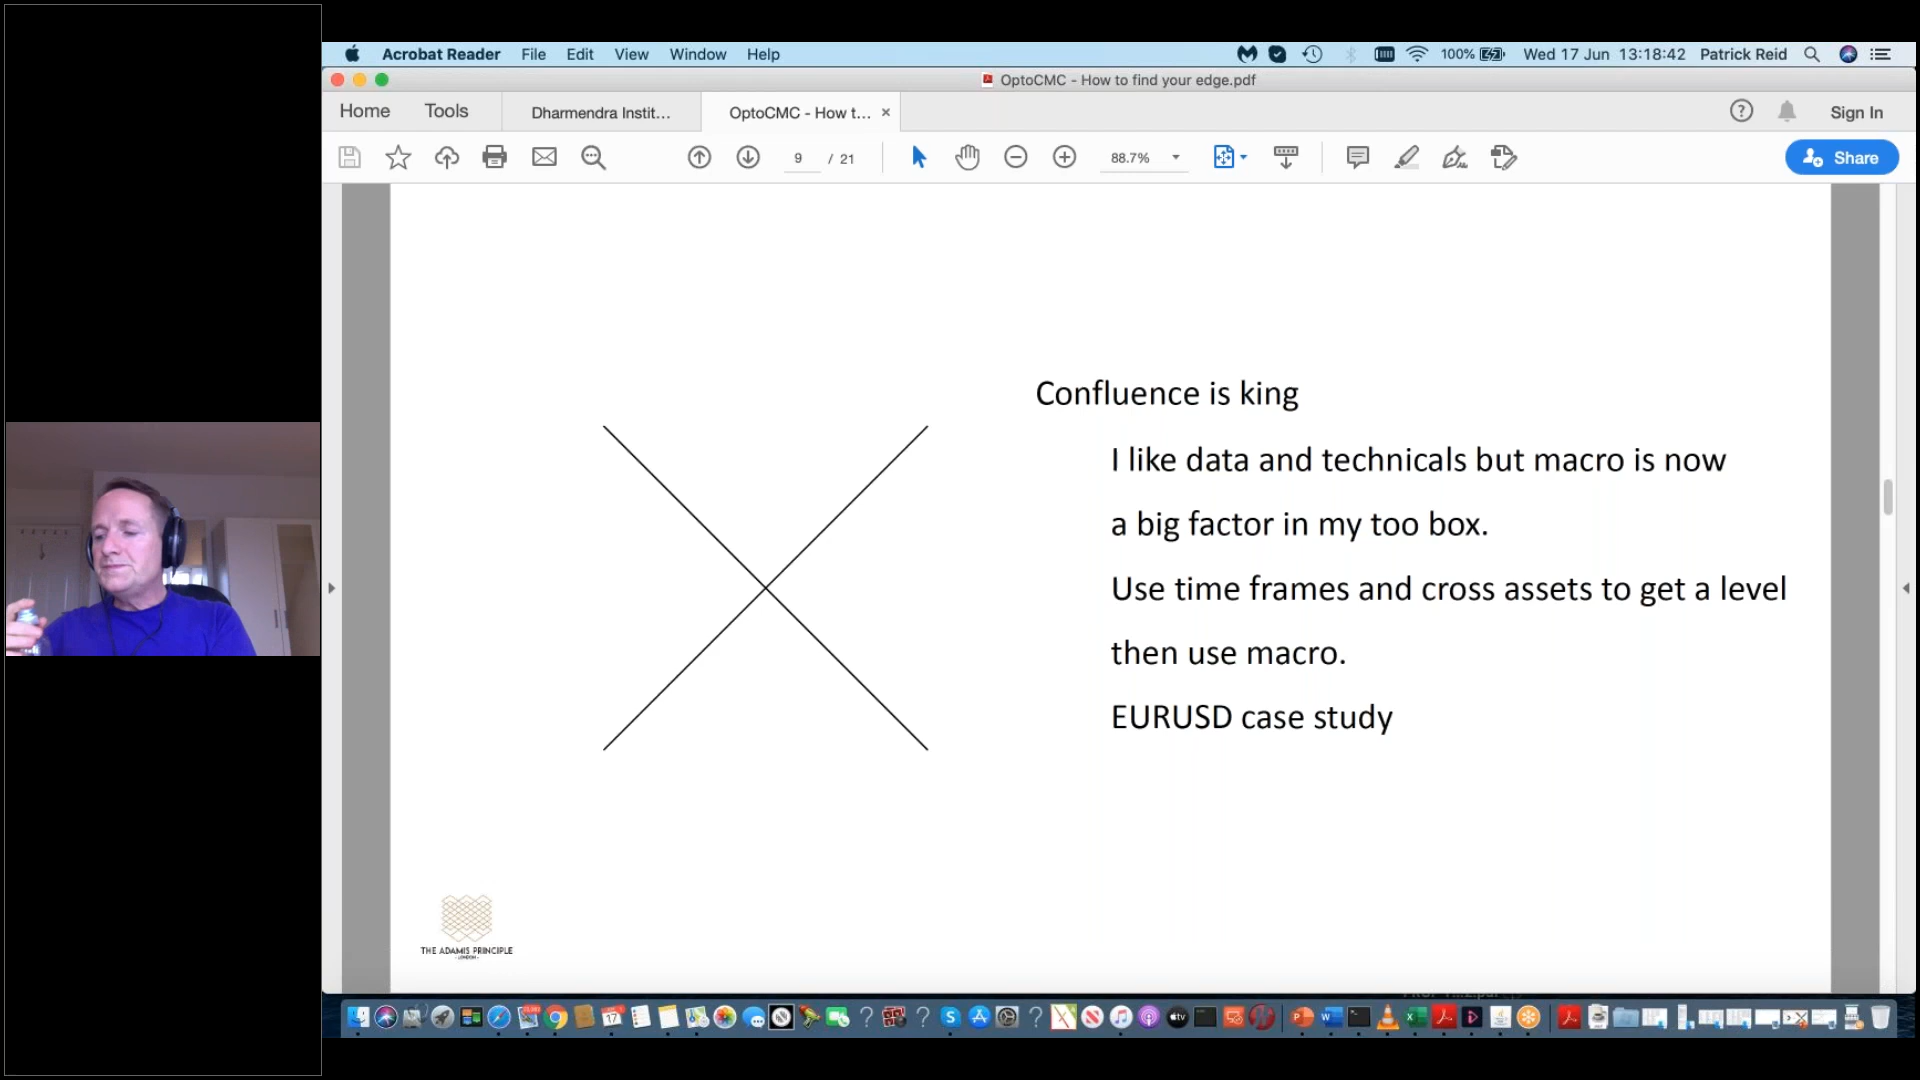 Acrobat Reader File Edit View Window Help
100% Wed 17 Jun 13:18:42 Patrick Reid
OptoCMC - How to find your edge.pdf
Home Tools Dharmendra Instit... OptoCMC - How t... × Sign In
9 / 21 88.7% Share
Confluence is king
I like data and technicals but macro is now
a big factor in my too box.
Use time frames and cross assets to get a level
then use macro.
EURUSD case study
THE ADAMIS PRINCIPLE
- LONDON -
17